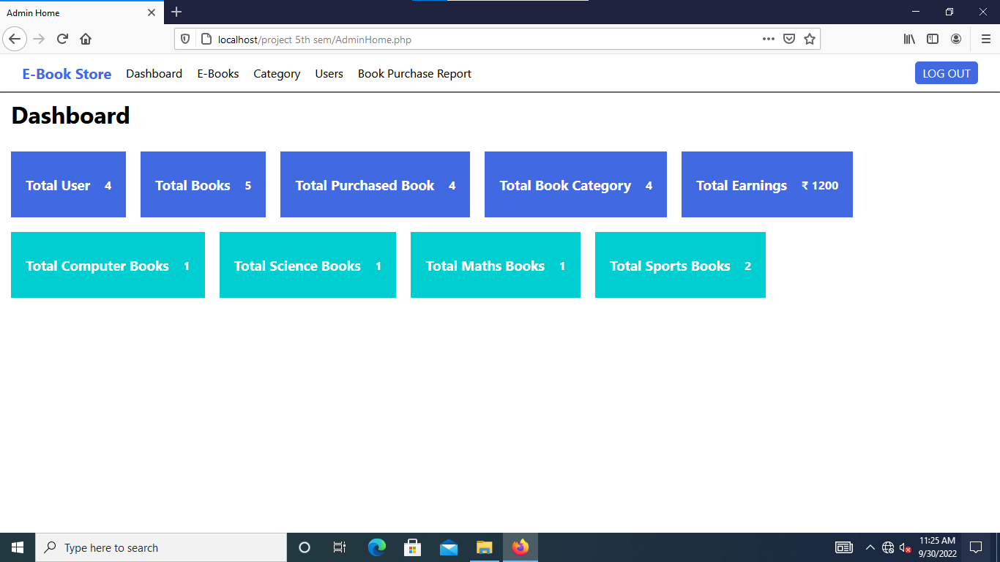 Admin Home
localhost/project 5th sem/AdminHome.php
E-Book Store Dashboard E-Books Category Users Book Purchase Report LOG OUT
Dashboard
Total User 4 Total Books 5 Total Purchased Book 4 Total Book Category 4 Total Earnings ₹ 1200
Total Computer Books 1 Total Science Books 1 Total Maths Books 1 Total Sports Books 2
Type here to search
11:25 AM
9/30/2022